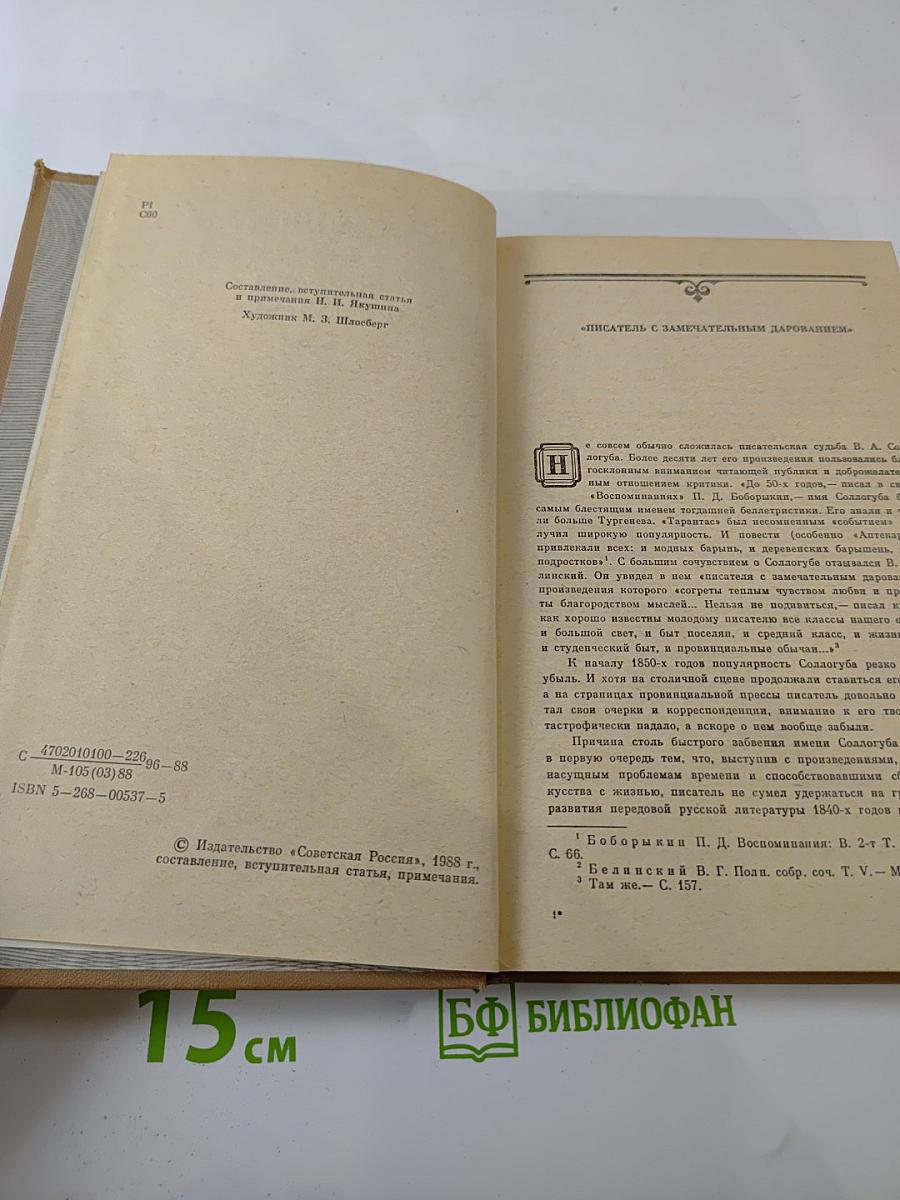 Р1
С60
Составление, вступительная статья
и примечания Н. И. Якушина
Художник М. З. Шлосберг
С 4702010100—226 96—88
М-105(03)88
ISBN 5—268—00537—5
© Издательство «Советская Россия», 1988 г.,
составление, вступительная статья, примечания.
«ПИСАТЕЛЬ С ЗАМЕЧАТЕЛЬНЫМ ДАРОВАНИЕМ»
Не совсем обычно сложилась писательская судьба В. А. Со
логуба. Более десяти лет его произведения пользовались бл
госклонным вниманием читающей публики и доброжелате
ным отношением критики. «До 50-х годов,— писал в св
«Воспоминаниях» П. Д. Боборыкин,— имя Соллогуба б
самым блестящим именем тогдашней беллетристики. Его знали и ч
ли больше Тургенева. «Тарантас» был несомненным «событием»
лучил широкую популярность. И повести (особенно «Аптекар
привлекали всех: и модных барынь, и деревенских барышень,
подростков»¹. С большим сочувствием о Соллогубе отзывался В.
линский. Он увидел в нем «писателя с замечательным дарова
произведения которого «согреты теплым чувством любви и пр
ты благородством мыслей... Нельзя не подивиться,— писал к
как хорошо известны молодому писателю все классы нашего о
и большой свет, и быт поселян, и средний класс, и жизн
и студенческий быт, и провинциальные обычаи...»³
К началу 1850-х годов популярность Соллогуба резко
убыль. И хотя на столичной сцене продолжали ставиться ег
а на страницах провинциальной прессы писатель довольно
тал свои очерки и корреспонденции, внимание к его тво
тастрофически падало, а вскоре о нем вообще забыли.
Причина столь быстрого забвения имени Соллогуба
в первую очередь тем, что, выступив с произведениями,
насущным проблемам времени и способствовавшими сб
кусства с жизнью, писатель не сумел удержаться на гр
развития передовой русской литературы 1840-х годов
¹ Боборыкин П. Д. Воспоминания: В. 2-т Т.
С. 66.
² Белинский В. Г. Полн. собр. соч. Т. V.— М
³ Там же.— С. 157.
1*
15 см
БФ БИБЛИОФАН